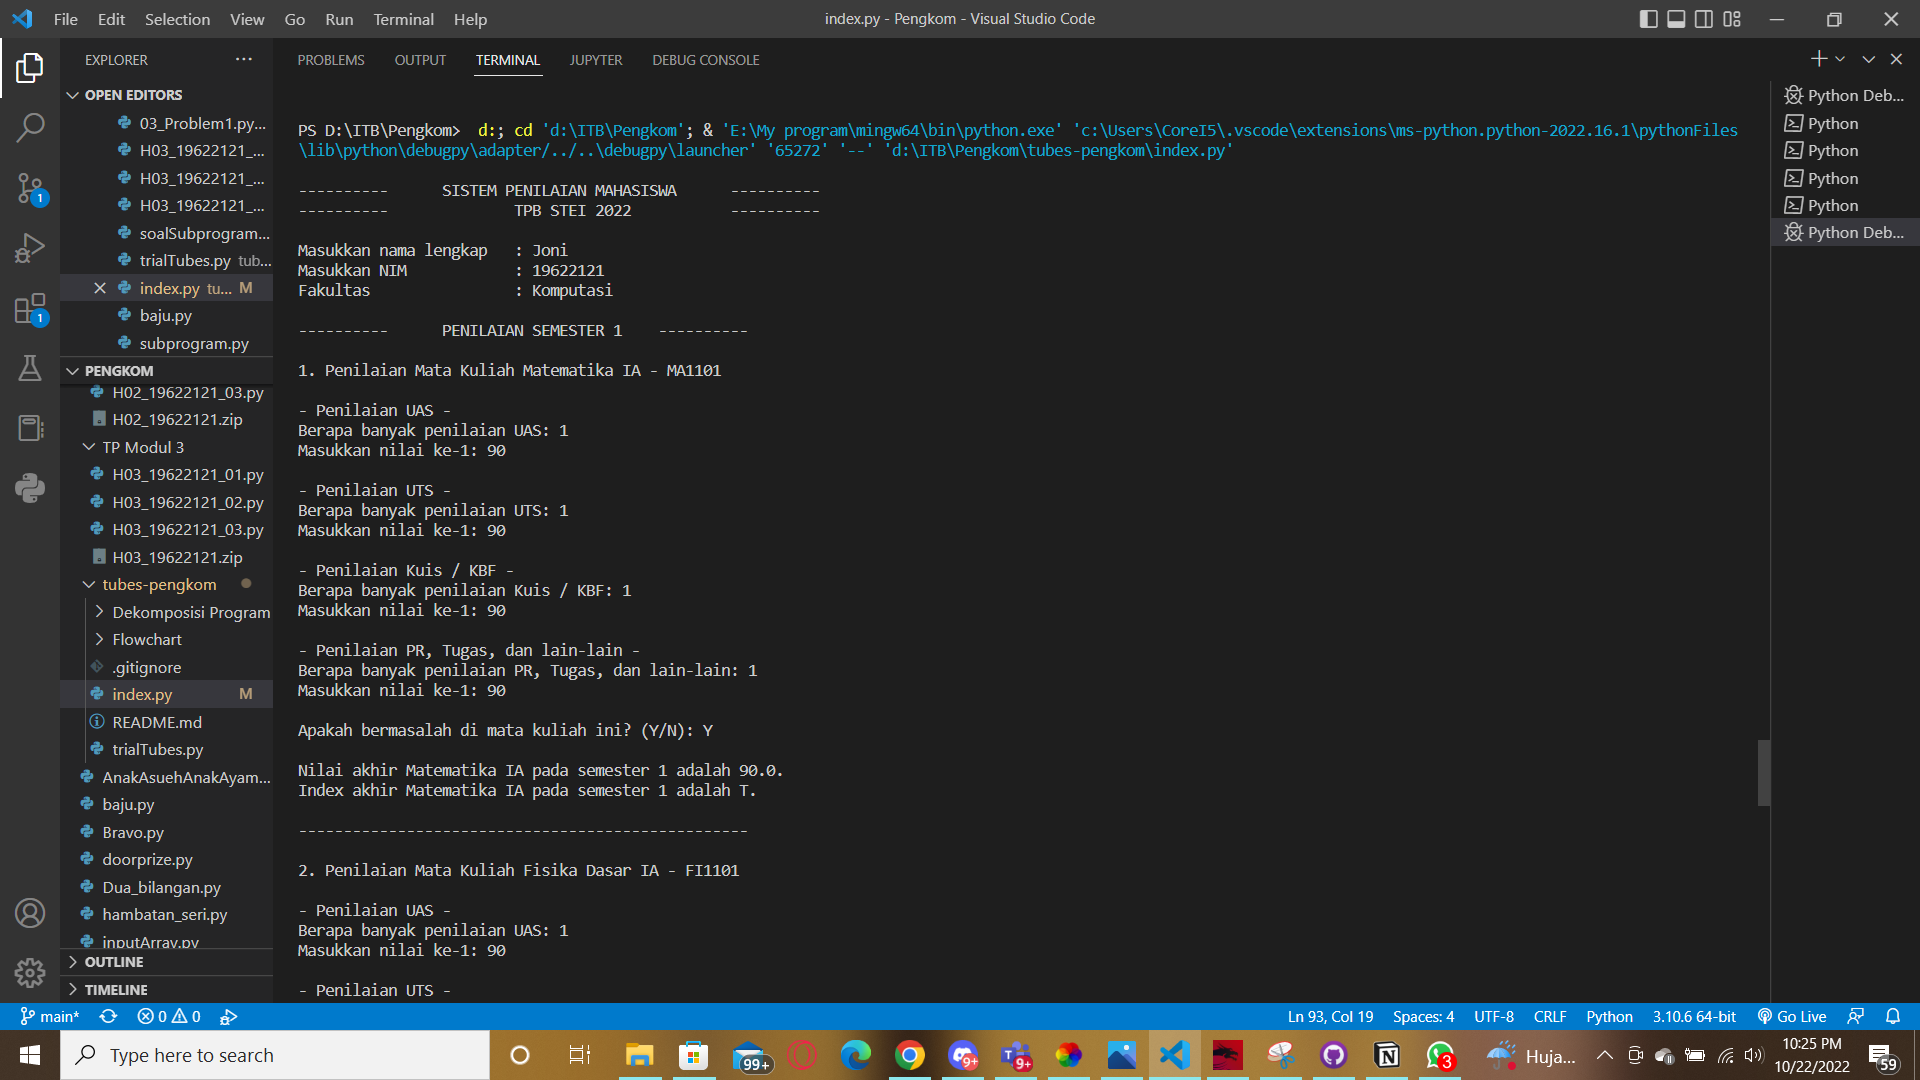 File Edit Selection View Go Run Terminal Help
index.py - Pengkom - Visual Studio Code
EXPLORER
OPEN EDITORS
03_Problem1.py...
H03_19622121_...
H03_19622121_...
H03_19622121_...
soalSubprogram...
trialTubes.py tub...
index.py tu... M
baju.py
subprogram.py
PENGKOM
H02_19622121_03.py
H02_19622121.zip
TP Modul 3
H03_19622121_01.py
H03_19622121_02.py
H03_19622121_03.py
H03_19622121.zip
tubes-pengkom
Dekomposisi Program
Flowchart
.gitignore
index.py M
README.md
trialTubes.py
AnakAsuehAnakAyam...
baju.py
Bravo.py
doorprize.py
Dua_bilangan.py
hambatan_seri.py
inputArray.py
OUTLINE
TIMELINE
1
1
PROBLEMS OUTPUT TERMINAL JUPYTER DEBUG CONSOLE
PS D:\ITB\Pengkom>  d:; cd 'd:\ITB\Pengkom'; & 'E:\My program\mingw64\bin\python.exe' 'c:\Users\CoreI5\.vscode\extensions\ms-python.python-2022.16.1\pythonFiles
\lib\python\debugpy\adapter/../..\debugpy\launcher' '65272' '--' 'd:\ITB\Pengkom\tubes-pengkom\index.py'
----------      SISTEM PENILAIAN MAHASISWA      ----------
----------              TPB STEI 2022           ----------
Masukkan nama lengkap   : Joni
Masukkan NIM            : 19622121
Fakultas                : Komputasi
----------      PENILAIAN SEMESTER 1    ----------
1. Penilaian Mata Kuliah Matematika IA - MA1101
- Penilaian UAS -
Berapa banyak penilaian UAS: 1
Masukkan nilai ke-1: 90
- Penilaian UTS -
Berapa banyak penilaian UTS: 1
Masukkan nilai ke-1: 90
- Penilaian Kuis / KBF -
Berapa banyak penilaian Kuis / KBF: 1
Masukkan nilai ke-1: 90
- Penilaian PR, Tugas, dan lain-lain -
Berapa banyak penilaian PR, Tugas, dan lain-lain: 1
Masukkan nilai ke-1: 90
Apakah bermasalah di mata kuliah ini? (Y/N): Y
Nilai akhir Matematika IA pada semester 1 adalah 90.0.
Index akhir Matematika IA pada semester 1 adalah T.
--------------------------------------------------
2. Penilaian Mata Kuliah Fisika Dasar IA - FI1101
- Penilaian UAS -
Berapa banyak penilaian UAS: 1
Masukkan nilai ke-1: 90
- Penilaian UTS -
Python Deb...
Python
Python
Python
Python
Python Deb...
main* 0 0 Ln 93, Col 19 Spaces: 4 UTF-8 CRLF Python 3.10.6 64-bit Go Live
Type here to search
99+ 9+ 9+ 3
Huja...
10:25 PM
10/22/2022
59